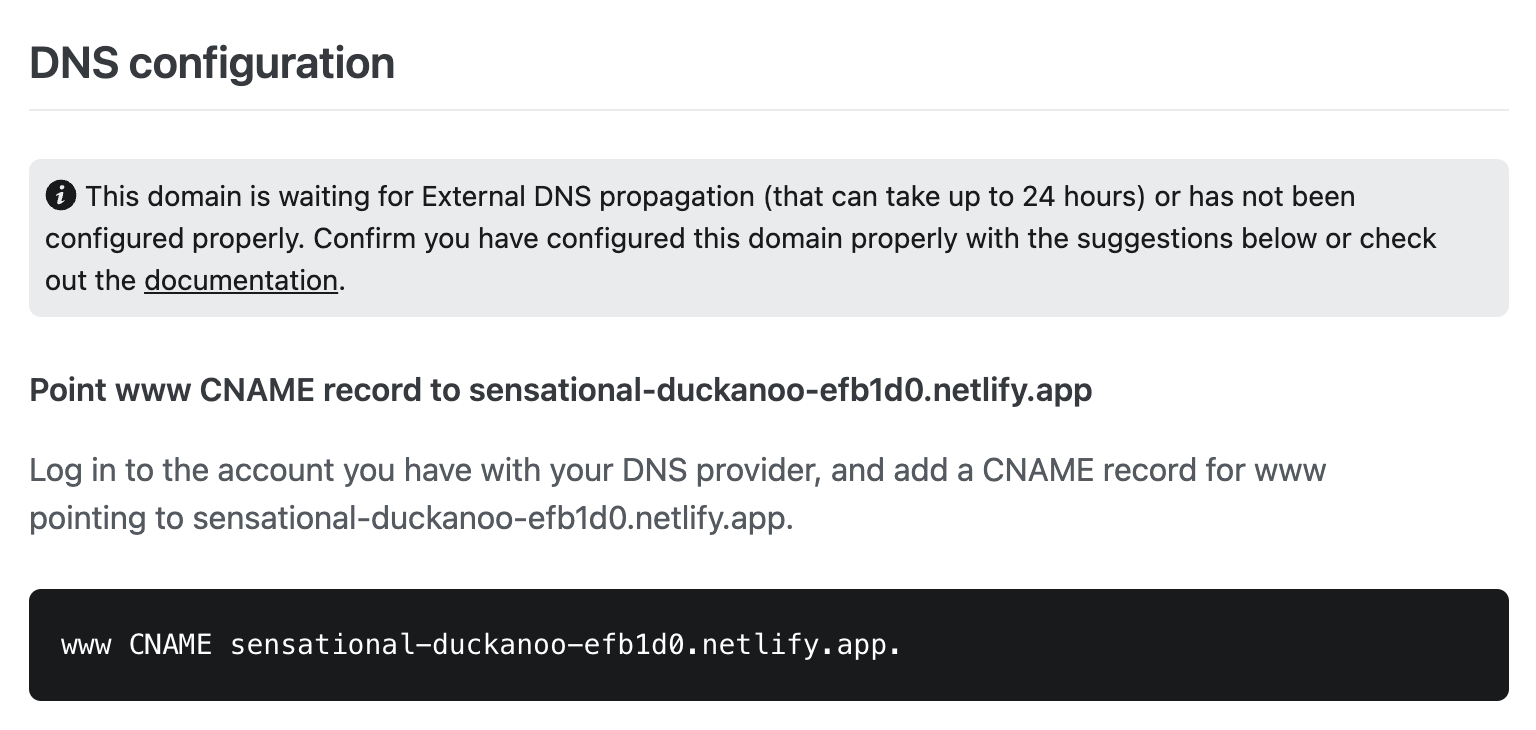 DNS configuration
This domain is waiting for External DNS propagation (that can take up to 24 hours) or has not been
configured properly. Confirm you have configured this domain properly with the suggestions below or check
out the documentation.
Point www CNAME record to sensational-duckanoo-efb1d0.netlify.app
Log in to the account you have with your DNS provider, and add a CNAME record for www
pointing to sensational-duckanoo-efb1d0.netlify.app.
www CNAME sensational-duckanoo-efb1d0.netlify.app.